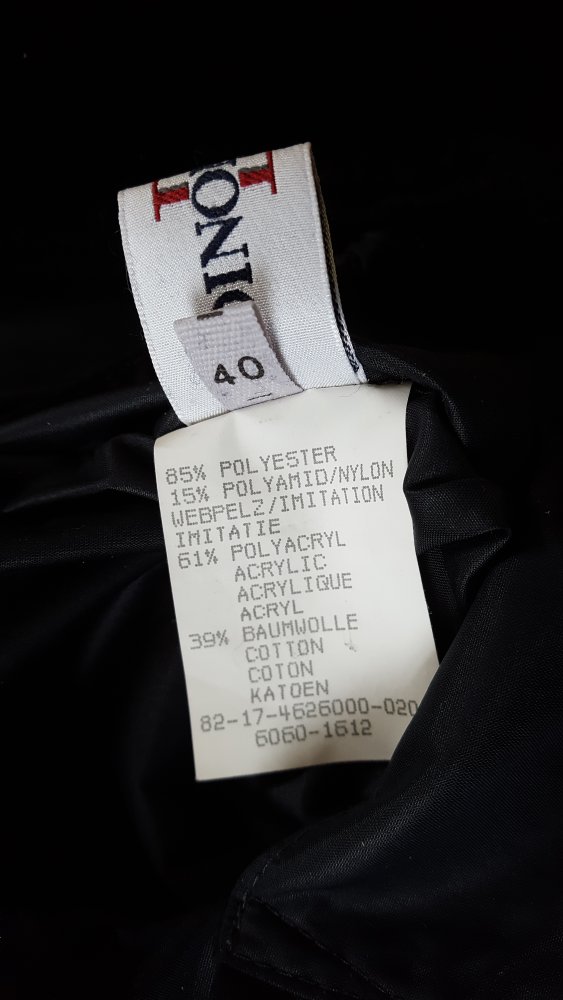 40
85% POLYESTER
15% POLYAMID/NYLON
WEBPELZ/IMITATION
IMITATIE
61% POLYACRYL
ACRYLIC
ACRYLIQUE
ACRYL
39% BAUMWOLLE
COTTON
COTON
KATOEN
82-17-4626000-020
6060-1612